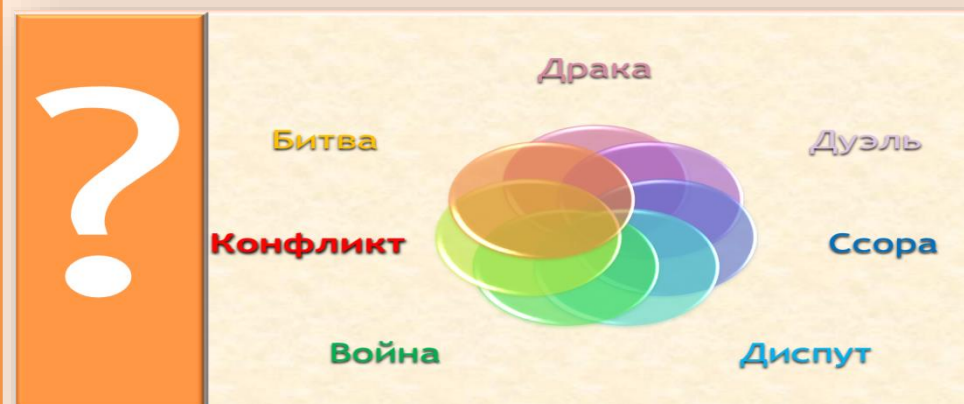 ?
Драка
Битва
Дуэль
Конфликт
Ссора
Война
Диспут